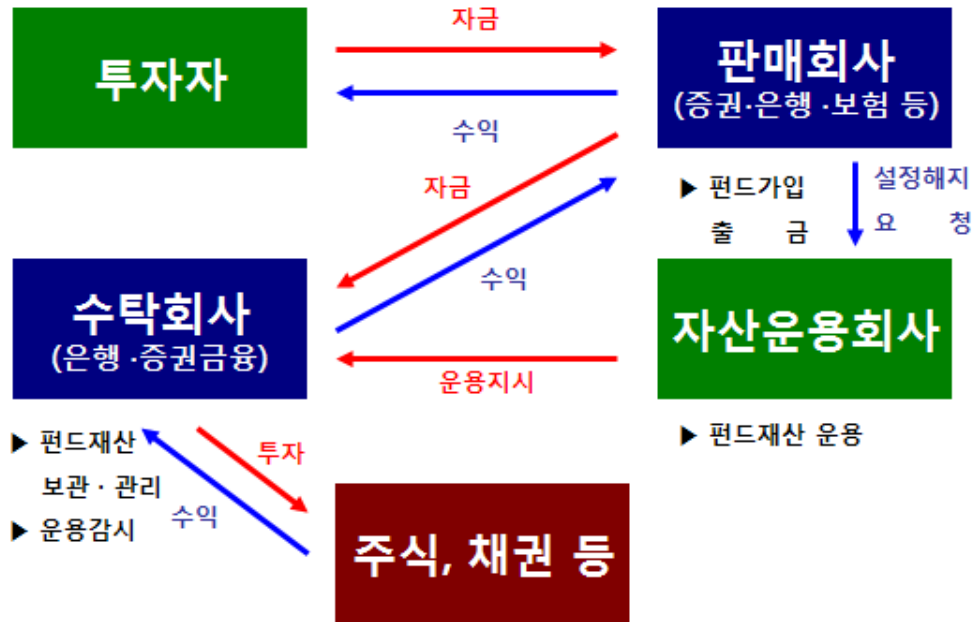 자금
투자자
판매회사
(증권·은행 ·보험 등)
수익
자금
▶ 펀드가입
출 금
설정해지
요 청
수익
수탁회사
(은행 ·증권금융)
자산운용회사
운용지시
▶ 펀드재산
보관 · 관리
▶ 운용감시
투자
수익
▶ 펀드재산 운용
주식, 채권 등